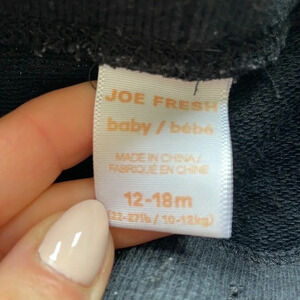 JOE FRESH
baby / bébé
MADE IN CHINA /
FABRIQUÉ EN CHINE
12-18m
(22-27lb / 10-12kg)